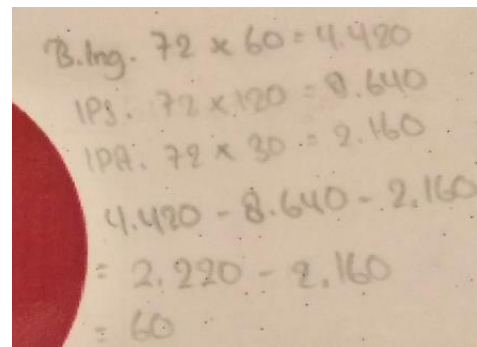 B.Ing. 72 x 60 = 4.420
IPS. 72 x 120 = 8.640
IPA. 72 x 30 = 2.160
4.420 - 8.640 - 2.160
= 2.220 - 2.160
= 60